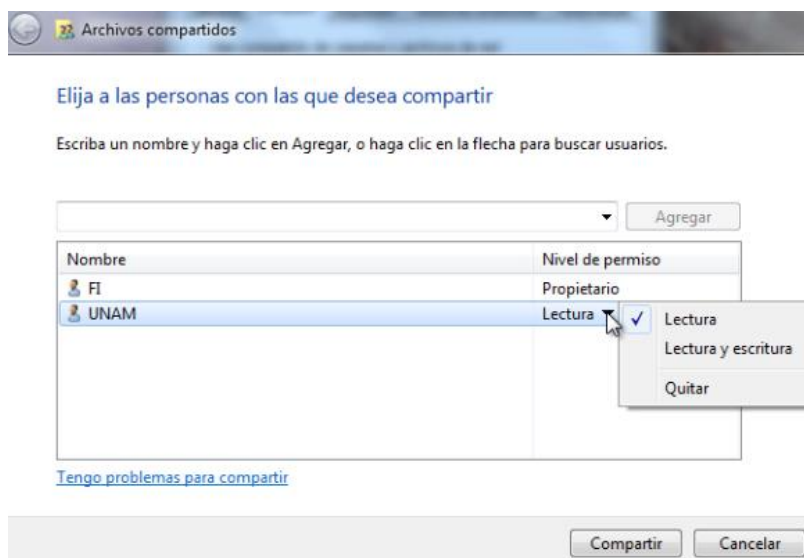 Archivos compartidos
Elija a las personas con las que desea compartir
Escriba un nombre y haga clic en Agregar, o haga clic en la flecha para buscar usuarios.
Agregar
Nombre Nivel de permiso
FI Propietario
UNAM Lectura
Lectura
Lectura y escritura
Quitar
Tengo problemas para compartir
Compartir Cancelar